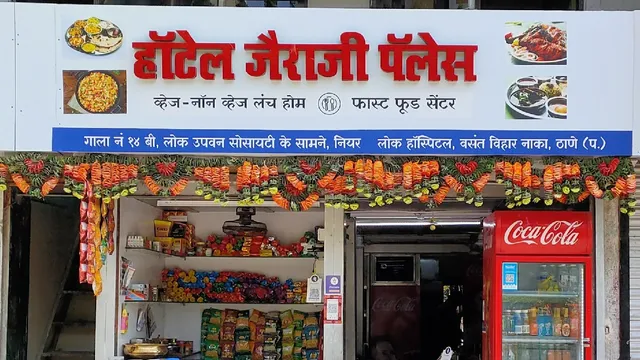 हॉटेल जैराजी पॅलेस
व्हेज-नॉन व्हेज लंच होम फास्ट फूड सेंटर
गाला नं १४ बी, लोक उपवन सोसायटी के सामने, नियर लोक हॉस्पिटल, वसंत विहार नाका, ठाणे (प.)
Coca-Cola